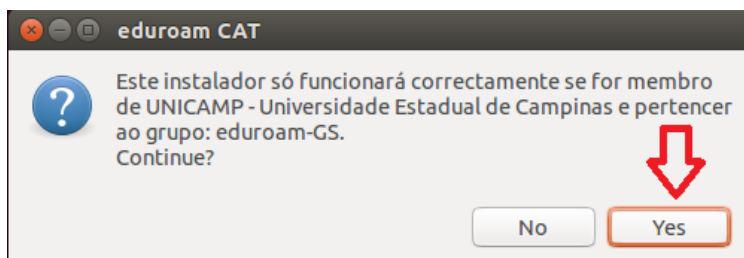 eduroam CAT
Este instalador só funcionará correctamente se for membro
de UNICAMP - Universidade Estadual de Campinas e pertencer
ao grupo: eduroam-GS.
Continue?
No
Yes